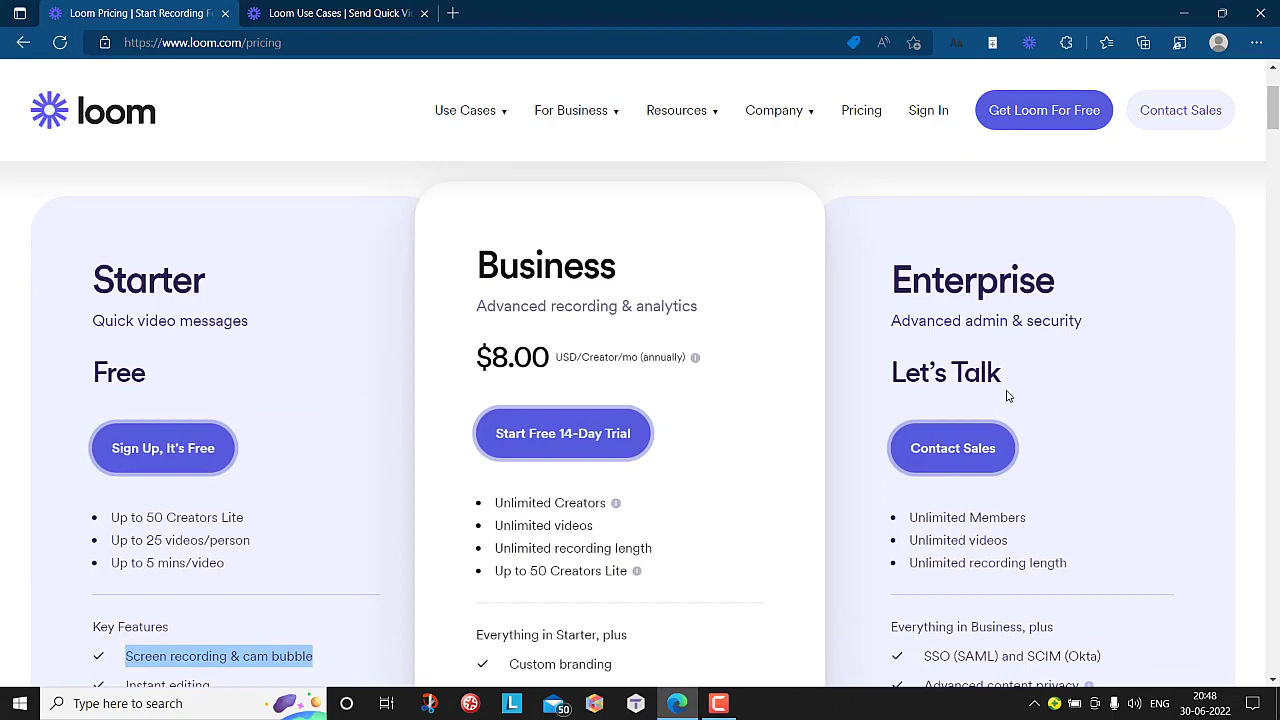 Loom Pricing | Start Recording F
Loom Use Cases | Send Quick Vi
https://www.loom.com/pricing
loom
Use Cases
For Business
Resources
Company
Pricing
Sign In
Get Loom For Free
Contact Sales
Starter
Quick video messages
Free
Sign Up, It's Free
• Up to 50 Creators Lite
• Up to 25 videos/person
• Up to 5 mins/video
Key Features
Screen recording & cam bubble
Instant editing
Business
Advanced recording & analytics
$8.00 USD/Creator/mo (annually)
Start Free 14-Day Trial
• Unlimited Creators
• Unlimited videos
• Unlimited recording length
• Up to 50 Creators Lite
Everything in Starter, plus
Custom branding
Enterprise
Advanced admin & security
Let's Talk
Contact Sales
• Unlimited Members
• Unlimited videos
• Unlimited recording length
Everything in Business, plus
SSO (SAML) and SCIM (Okta)
Advanced content privacy
Type here to search
L
50
T
ENG
20:48
30-06-2022